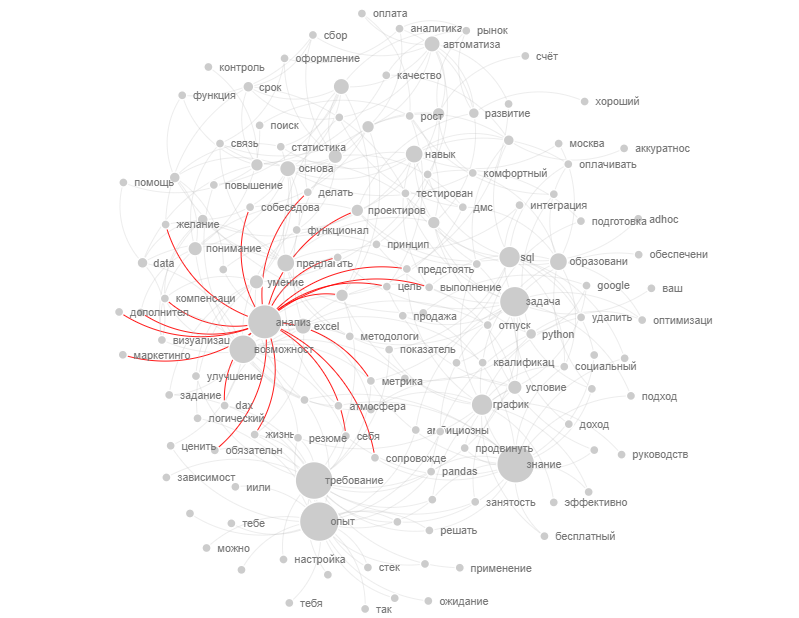 оплата
аналитика
рынок
сбор
автоматиза
оформление
счёт
контроль
качество
срок
функция
хороший
рост
развитие
поиск
связь
статистика
москва
аккуратнос
навык
оплачивать
основа
комфортный
помощь
повышение
делать
тестирован
собеседова
проектиров
дмс
интеграция
желание
функционал
подготовка
adhoc
принцип
понимание
обеспечени
data
предлагать
предстоять
sql
образовани
умение
цель
выполнение
google
ваш
компенсаци
задача
дополнител
продажа
удалить
оптимизаци
анализ
excel
отпуск
python
визуализац
методологи
возможност
показатель
маркетинго
квалификац
социальный
улучшение
метрика
условие
задание
подход
dax
атмосфера
график
логический
доход
жизнь
резюме
себя
амбициозны
ценить
обязательн
продвинуть
руководств
сопровожде
знание
зависимост
требование
pandas
иили
занятость
эффективно
тебе
опыт
решать
бесплатный
можно
настройка
стек
применение
тебя
так
ожидание